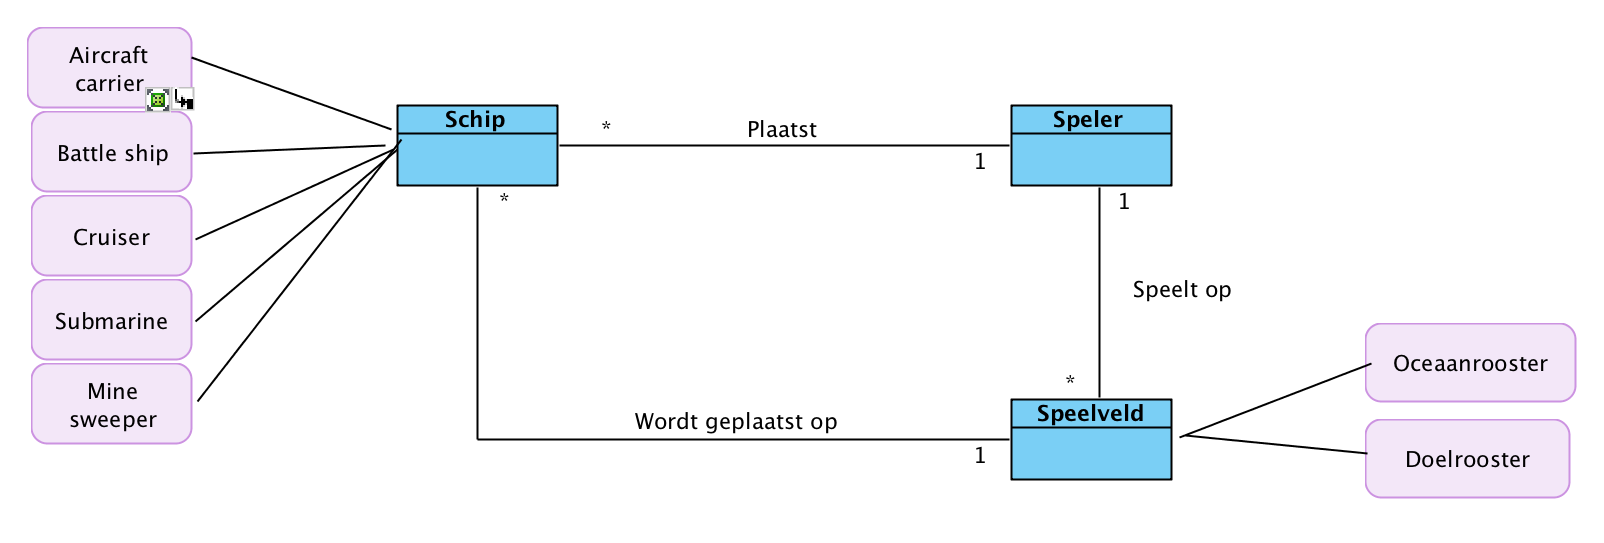 Aircraft
carrier
Battle ship
Cruiser
Submarine
Mine
sweeper
Schip
*
Plaatst
1
Speler
*
1
Speelt op
*
Speelveld
Wordt geplaatst op
1
Oceaanrooster
Doelrooster